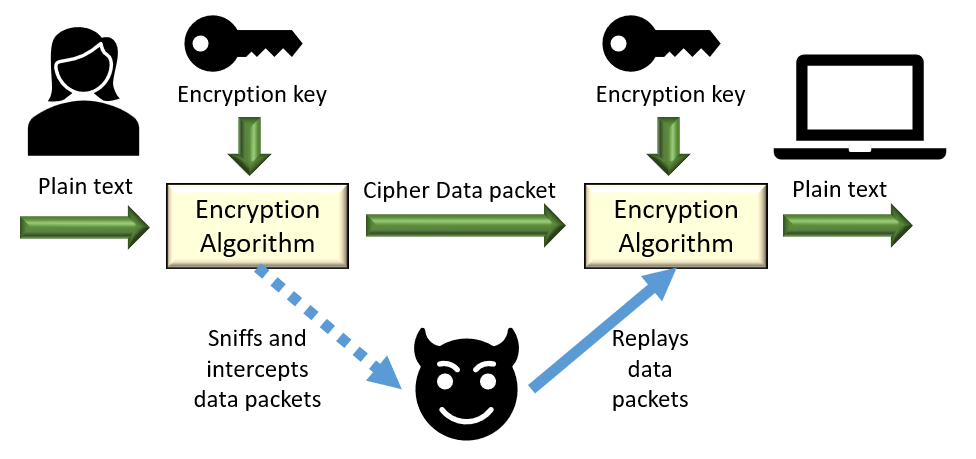 Encryption key
Encryption key
Plain text
Cipher Data packet
Plain text
Encryption
Algorithm
Encryption
Algorithm
Sniffs and
intercepts
data packets
Replays
data
packets